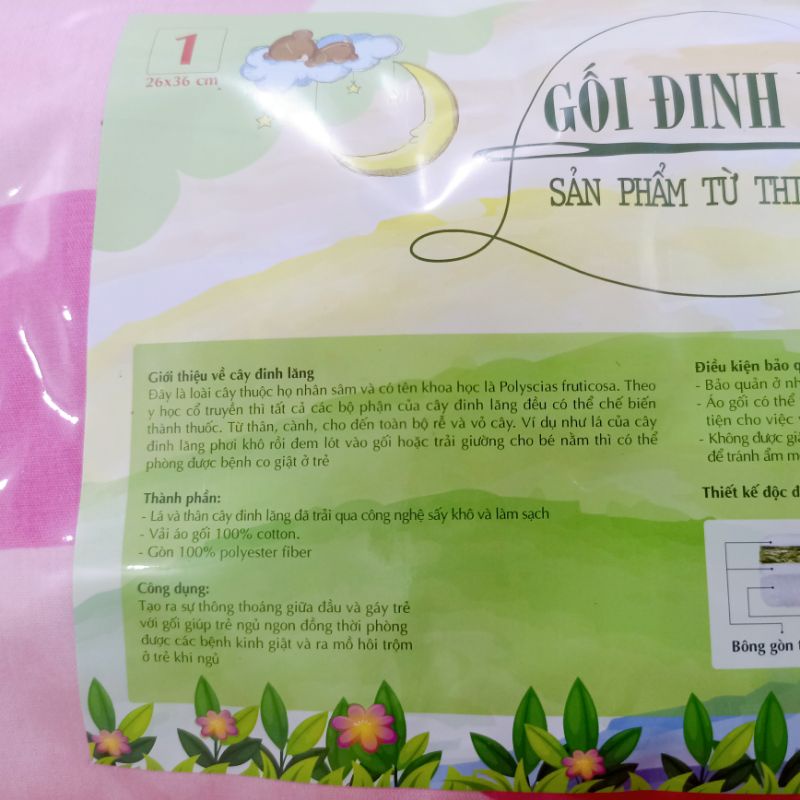 1
26x36 cm
GỐI ĐINH
SẢN PHẨM TỪ
Giới thiệu về cây đinh lăng
Đây là loài cây thuộc họ nhân sâm và có tên khoa học là Polyscias fruticosa. Theo
y học cổ truyền thì tất cả các bộ phận của cây đinh lăng đều có thể chế biến
thành thuốc. Từ thân, cành, cho đến toàn bộ rễ và vỏ cây. Ví dụ như lá của cây
đinh lăng phơi khô rồi đem lót vào gối hoặc trải giường cho bé nằm thì có thể
phòng được bệnh co giật ở trẻ
Thành phần:
- Lá và thân cây đinh lăng đã trải qua công nghệ sấy khô và làm sạch
- Vải áo gối 100% cotton.
- Gòn 100% polyester fiber
Công dụng:
Tạo ra sự thông thoáng giữa đầu và gáy trẻ
với gối giúp trẻ ngủ ngon đồng thời phòng
được các bệnh kinh giật và ra mồ hôi trộm
ở trẻ khi ngủ
Điều kiện bảo
- Bảo quản ở
- Áo gối có thể
tiện cho việc
- Không được
để tránh ẩm
Thiết kế độc
Bông gòn